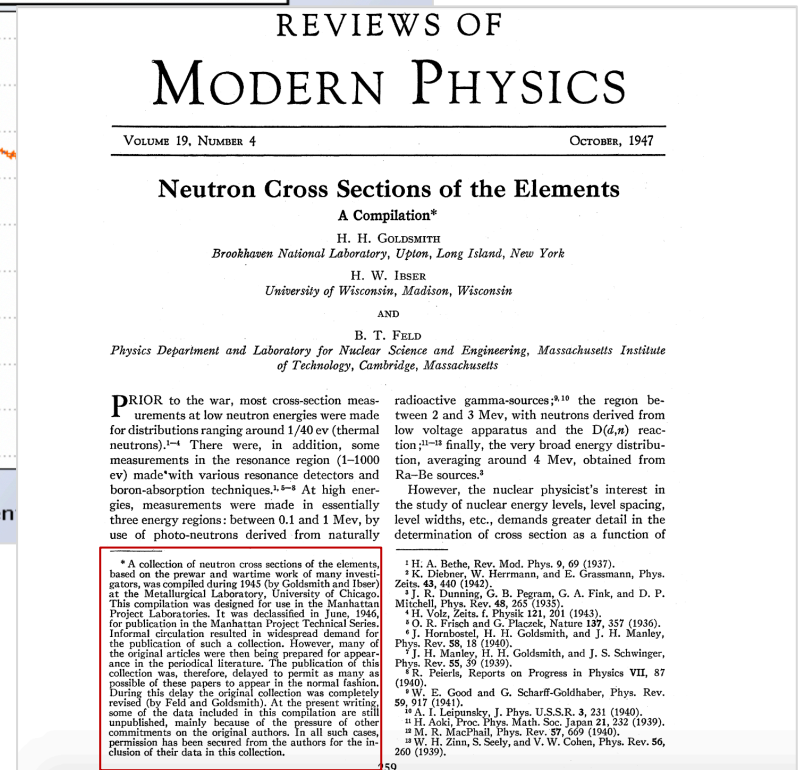 REVIEWS OF
MODERN PHYSICS
VOLUME 19, NUMBER 4 OCTOBER, 1947
Neutron Cross Sections of the Elements
A Compilation*
H. H. GOLDSMITH
Brookhaven National Laboratory, Upton, Long Island, New York
H. W. IBSER
University of Wisconsin, Madison, Wisconsin
AND
B. T. FELD
Physics Department and Laboratory for Nuclear Science and Engineering, Massachusetts Institute
of Technology, Cambridge, Massachusetts
PRIOR to the war, most cross-section meas-
urements at low neutron energies were made
for distributions ranging around 1/40 ev (thermal
neutrons).1–4 There were, in addition, some
measurements in the resonance region (1–1000
ev) made with various resonance detectors and
boron-absorption techniques.1, 5–8 At high ener-
gies, measurements were made in essentially
three energy regions: between 0.1 and 1 Mev, by
use of photo-neutrons derived from naturally
* A collection of neutron cross sections of the elements,
based on the prewar and wartime work of many investi-
gators, was compiled during 1945 (by Goldsmith and Ibser)
at the Metallurgical Laboratory, University of Chicago.
This compilation was designed for use in the Manhattan
Project Laboratories. It was declassified in June, 1946,
for publication in the Manhattan Project Technical Series.
Informal circulation resulted in widespread demand for
the publication of such a collection. However, many of
the original articles were then being prepared for appear-
ance in the periodical literature. The publication of this
collection was, therefore, delayed to permit as many as
possible of these papers to appear in the normal fashion.
During this delay the original collection was completely
revised (by Feld and Goldsmith). At the present writing,
some of the data included in this compilation are still
unpublished, mainly because of the pressure of other
commitments on the original authors. In all such cases,
permission has been secured from the authors for the in-
clusion of their data in this collection.
radioactive gamma-sources;9, 10 the region be-
tween 2 and 3 Mev, with neutrons derived from
low voltage apparatus and the D(d,n) reac-
tion;11–13 finally, the very broad energy distribu-
tion, averaging around 4 Mev, obtained from
Ra–Be sources.3
However, the nuclear physicist's interest in
the study of nuclear energy levels, level spacing,
level widths, etc., demands greater detail in the
determination of cross section as a function of
1 H. A. Bethe, Rev. Mod. Phys. 9, 69 (1937).
2 K. Diebner, W. Herrmann, and E. Grassmann, Phys.
Zeits. 43, 440 (1942).
3 J. R. Dunning, G. B. Pegram, G. A. Fink, and D. P.
Mitchell, Phys. Rev. 48, 265 (1935).
4 H. Volz, Zeits. f. Physik 121, 201 (1943).
5 O. R. Frisch and G. Placzek, Nature 137, 357 (1936).
6 J. Hornbostel, H. H. Goldsmith, and J. H. Manley,
Phys. Rev. 58, 18 (1940).
7 J. H. Manley, H. H. Goldsmith, and J. S. Schwinger,
Phys. Rev. 55, 39 (1939).
8 R. Peierls, Reports on Progress in Physics VII, 87
(1940).
9 W. E. Good and G. Scharff-Goldhaber, Phys. Rev.
59, 917 (1941).
10 A. I. Leipunsky, J. Phys. U.S.S.R. 3, 231 (1940).
11 H. Aoki, Proc. Phys. Math. Soc. Japan 21, 232 (1939).
12 M. R. MacPhail, Phys. Rev. 57, 669 (1940).
13 W. H. Zinn, S. Seely, and V. W. Cohen, Phys. Rev. 56,
260 (1939).
259